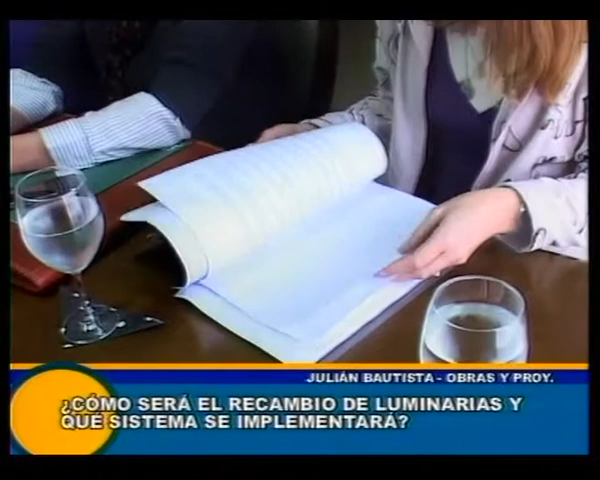 JULIÁN BAUTISTA - OBRAS Y PROY.
¿CÓMO SERÁ EL RECAMBIO DE LUMINARIAS Y
QUÉ SISTEMA SE IMPLEMENTARÁ?